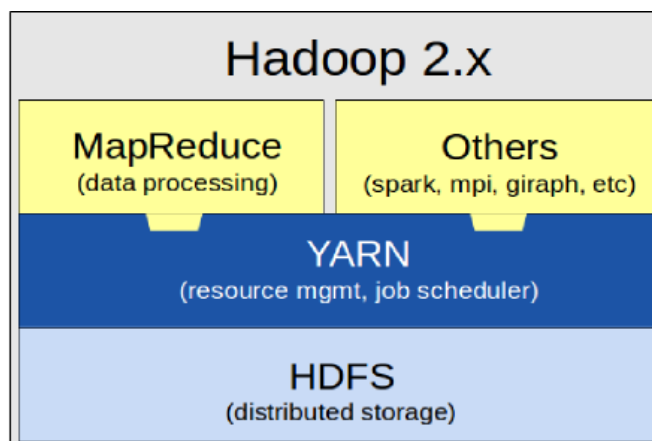 Hadoop 2.x
MapReduce
(data processing)
Others
(spark, mpi, giraph, etc)
YARN
(resource mgmt, job scheduler)
HDFS
(distributed storage)